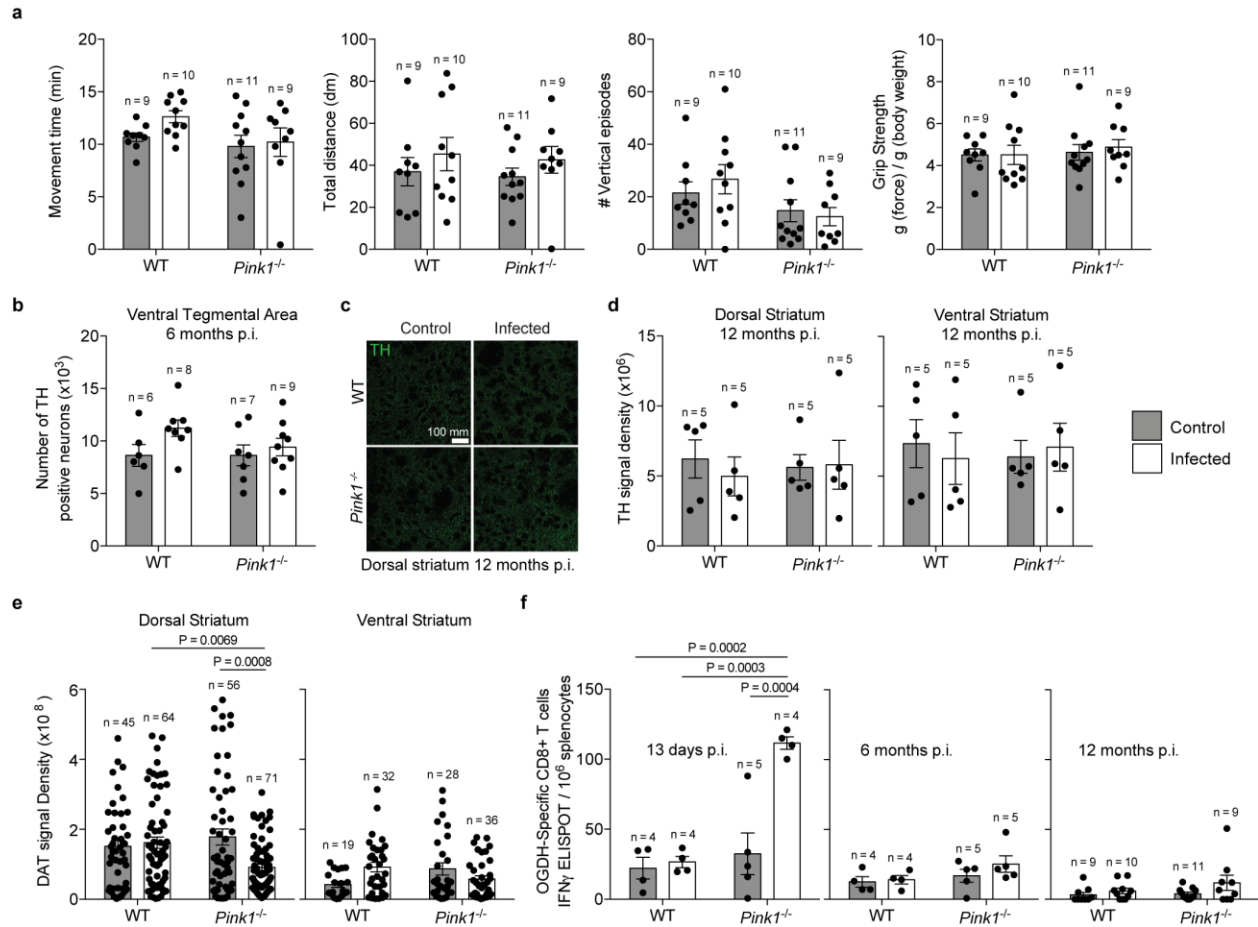 a
Movement time (min)
20
15
10
5
0
n = 9
n = 10
n = 11
n = 9
WT
Pink1-/-
Total distance (dm)
100
80
60
40
20
0
n = 9
n = 10
n = 11
n = 9
WT
Pink1-/-
# Vertical episodes
80
60
40
20
0
n = 9
n = 10
n = 11
n = 9
WT
Pink1-/-
Grip Strength
g (force) / g (body weight)
10
8
6
4
2
0
n = 9
n = 10
n = 11
n = 9
WT
Pink1-/-
b
Ventral Tegmental Area
6 months p.i.
Number of TH
positive neurons (x10³)
20
15
10
5
0
n = 6
n = 8
n = 7
n = 9
WT
Pink1-/-
c
Control
Infected
TH
WT
100 mm
Pink1-/-
Dorsal striatum 12 months p.i.
d
Dorsal Striatum
12 months p.i.
TH signal density (x10⁶)
15
10
5
0
n = 5
n = 5
n = 5
n = 5
WT
Pink1-/-
Ventral Striatum
12 months p.i.
n = 5
n = 5
n = 5
n = 5
WT
Pink1-/-
Control
Infected
e
Dorsal Striatum
P = 0.0069
P = 0.0008
DAT signal Density (x10 ⁸)
6
4
2
0
n = 45
n = 64
n = 56
n = 71
WT
Pink1-/-
Ventral Striatum
n = 19
n = 32
n = 28
n = 36
WT
Pink1-/-
f
P = 0.0002
P = 0.0003
P = 0.0004
OGDH-Specific CD8+ T cells
IFNγ ELISPOT / 10⁶ splenocytes
150
100
50
0
13 days p.i.
n = 4
n = 4
n = 5
n = 4
WT
Pink1-/-
6 months p.i.
n = 4
n = 4
n = 5
n = 5
WT
Pink1-/-
12 months p.i.
n = 9
n = 10
n = 11
n = 9
WT
Pink1-/-